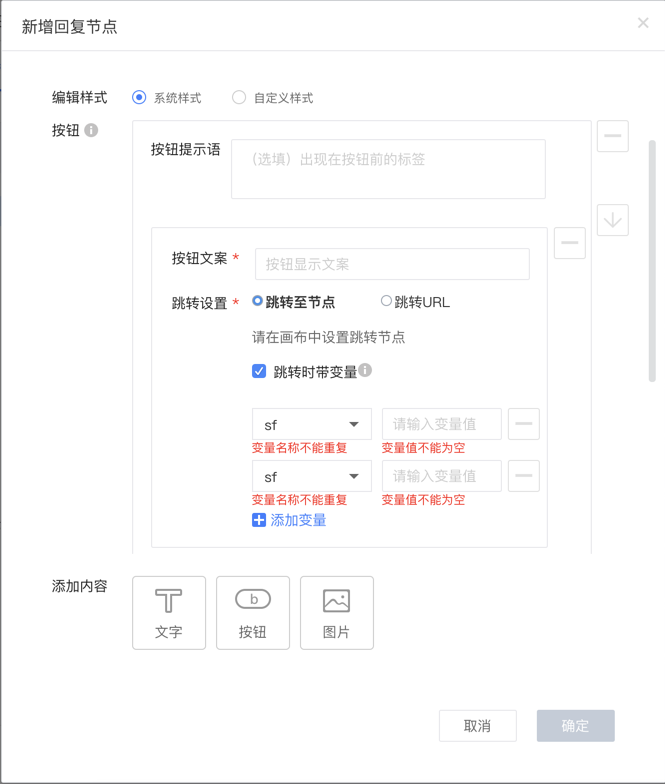 新增回复节点
编辑样式 系统样式 自定义样式
按钮
按钮提示语 （选填）出现在按钮前的标签
按钮文案 * 按钮显示文案
跳转设置 * 跳转至节点 跳转URL
请在画布中设置跳转节点
跳转时带变量
sf 请输入变量值
变量名称不能重复 变量值不能为空
sf 请输入变量值
变量名称不能重复 变量值不能为空
添加变量
添加内容
b
文字 按钮 图片
取消 确定